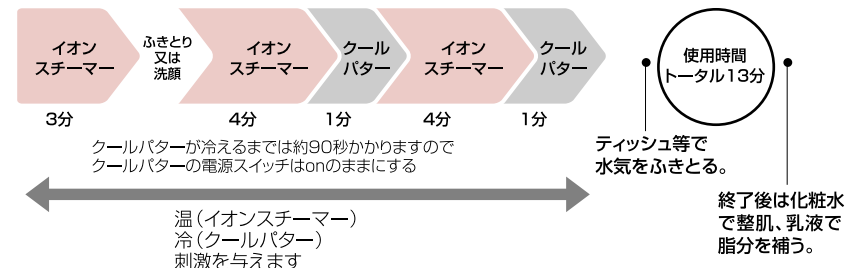 イオン
スチーマー
ふきとり
又は
洗顔
イオン
スチーマー
クール
パター
イオン
スチーマー
クール
パター
3分
4分
1分
4分
1分
クールパターが冷えるまでは約90秒かかりますので
クールパターの電源スイッチはonのままにする
温(イオンスチーマー)
冷(クールパター)
刺激を与えます
使用時間
トータル13分
ティッシュ等で
水気をふきとる。
終了後は化粧水
で整肌、乳液で
脂分を補う。